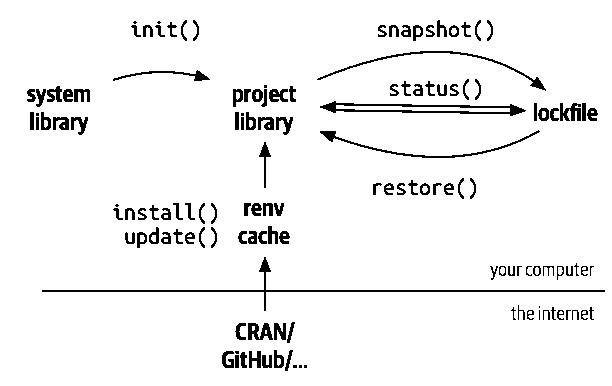 init()
snapshot()
system
library
project
library
status()
lockfile
restore()
install()
update()
renv
cache
your computer
the internet
CRAN/
GitHub/...